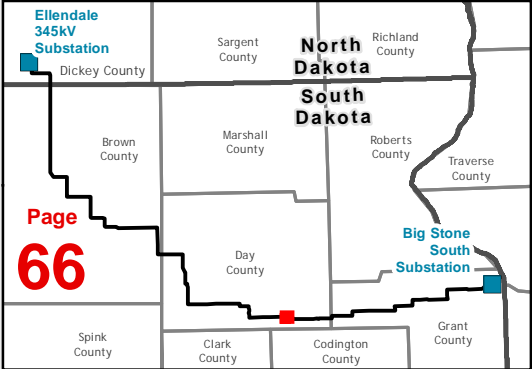 Ellendale
345kV
Substation
Dickey County
Sargent
County
North
Dakota
Richland
County
South
Dakota
Brown
County
Marshall
County
Roberts
County
Traverse
County
Page
66
Big Stone
South
Substation
Day
County
Spink
County
Clark
County
Codington
County
Grant
County